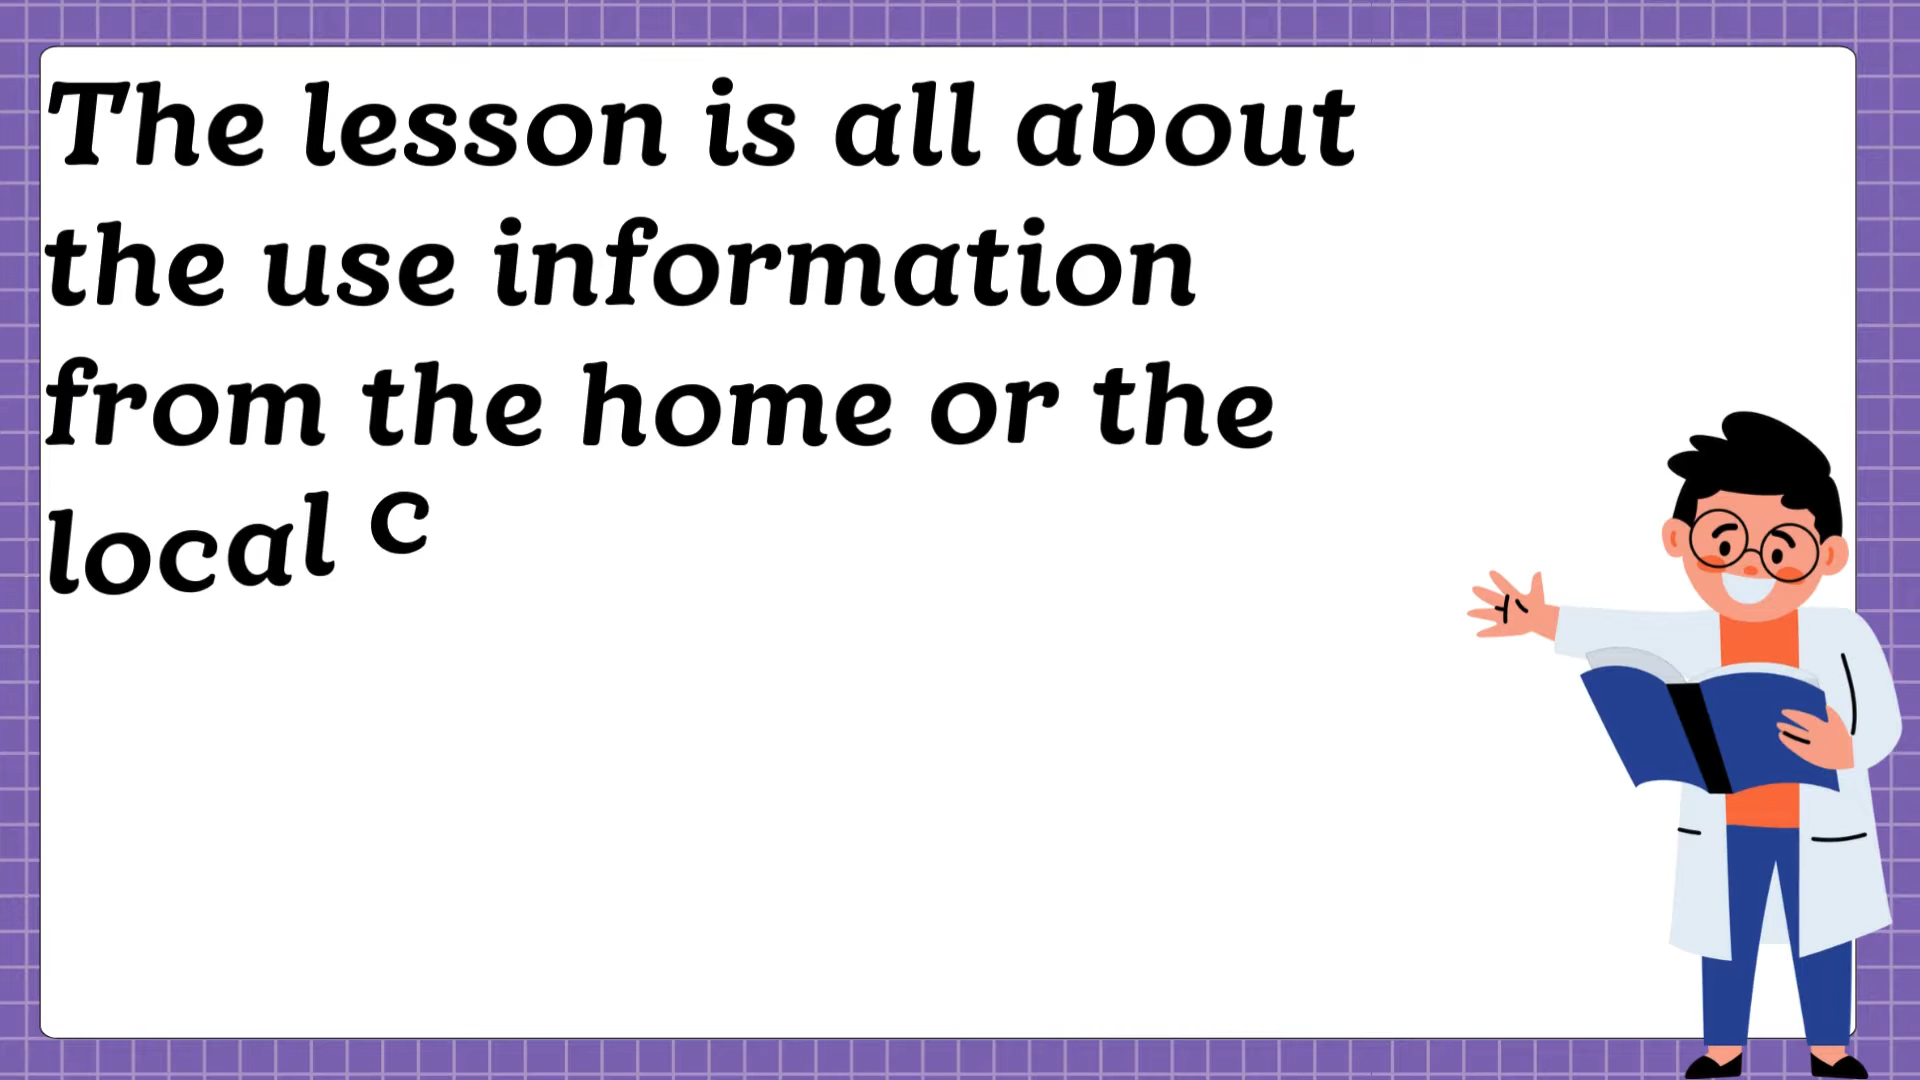 The lesson is all about
the use information
from the home or the
local c